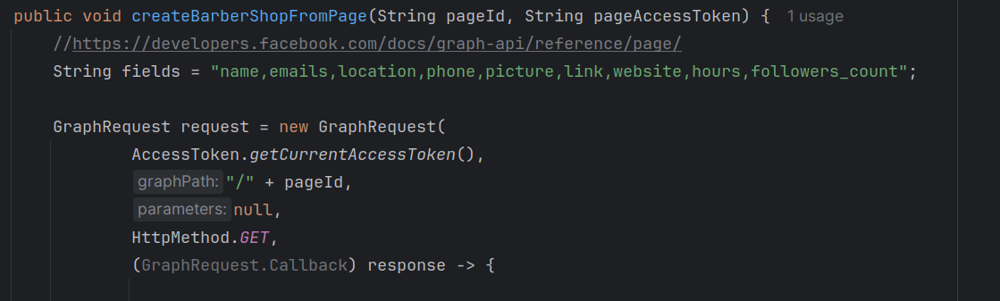 public void createBarberShopFromPage(String pageId, String pageAccessToken) { 1 usage
//https://developers.facebook.com/docs/graph-api/reference/page/
String fields = "name,emails,location,phone,picture,link,website,hours,followers_count";
GraphRequest request = new GraphRequest(
AccessToken.getCurrentAccessToken(),
graphPath: "/" + pageId,
parameters: null,
HttpMethod.GET,
(GraphRequest.Callback) response -> {